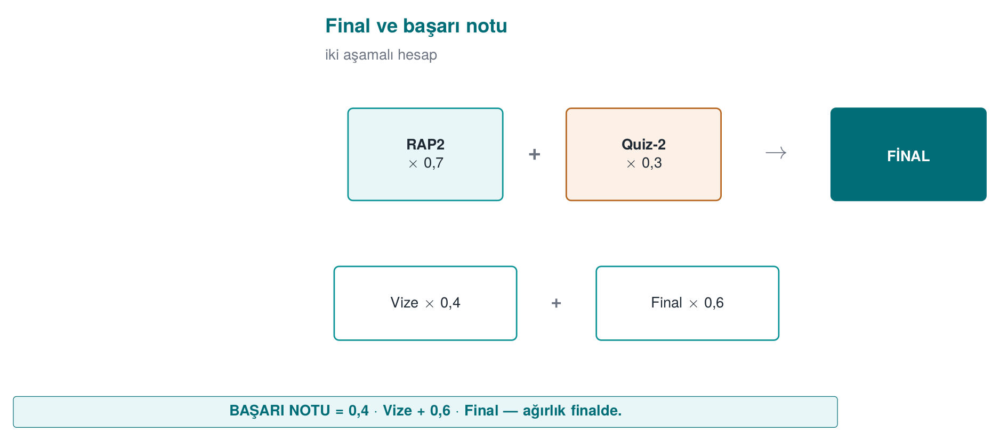 Final ve başarı notu
iki aşamalı hesap
RAP2
× 0,7
+
Quiz-2
× 0,3
→
FİNAL
Vize × 0,4
+
Final × 0,6
BAŞARI NOTU = 0,4 · Vize + 0,6 · Final — ağırlık finalde.